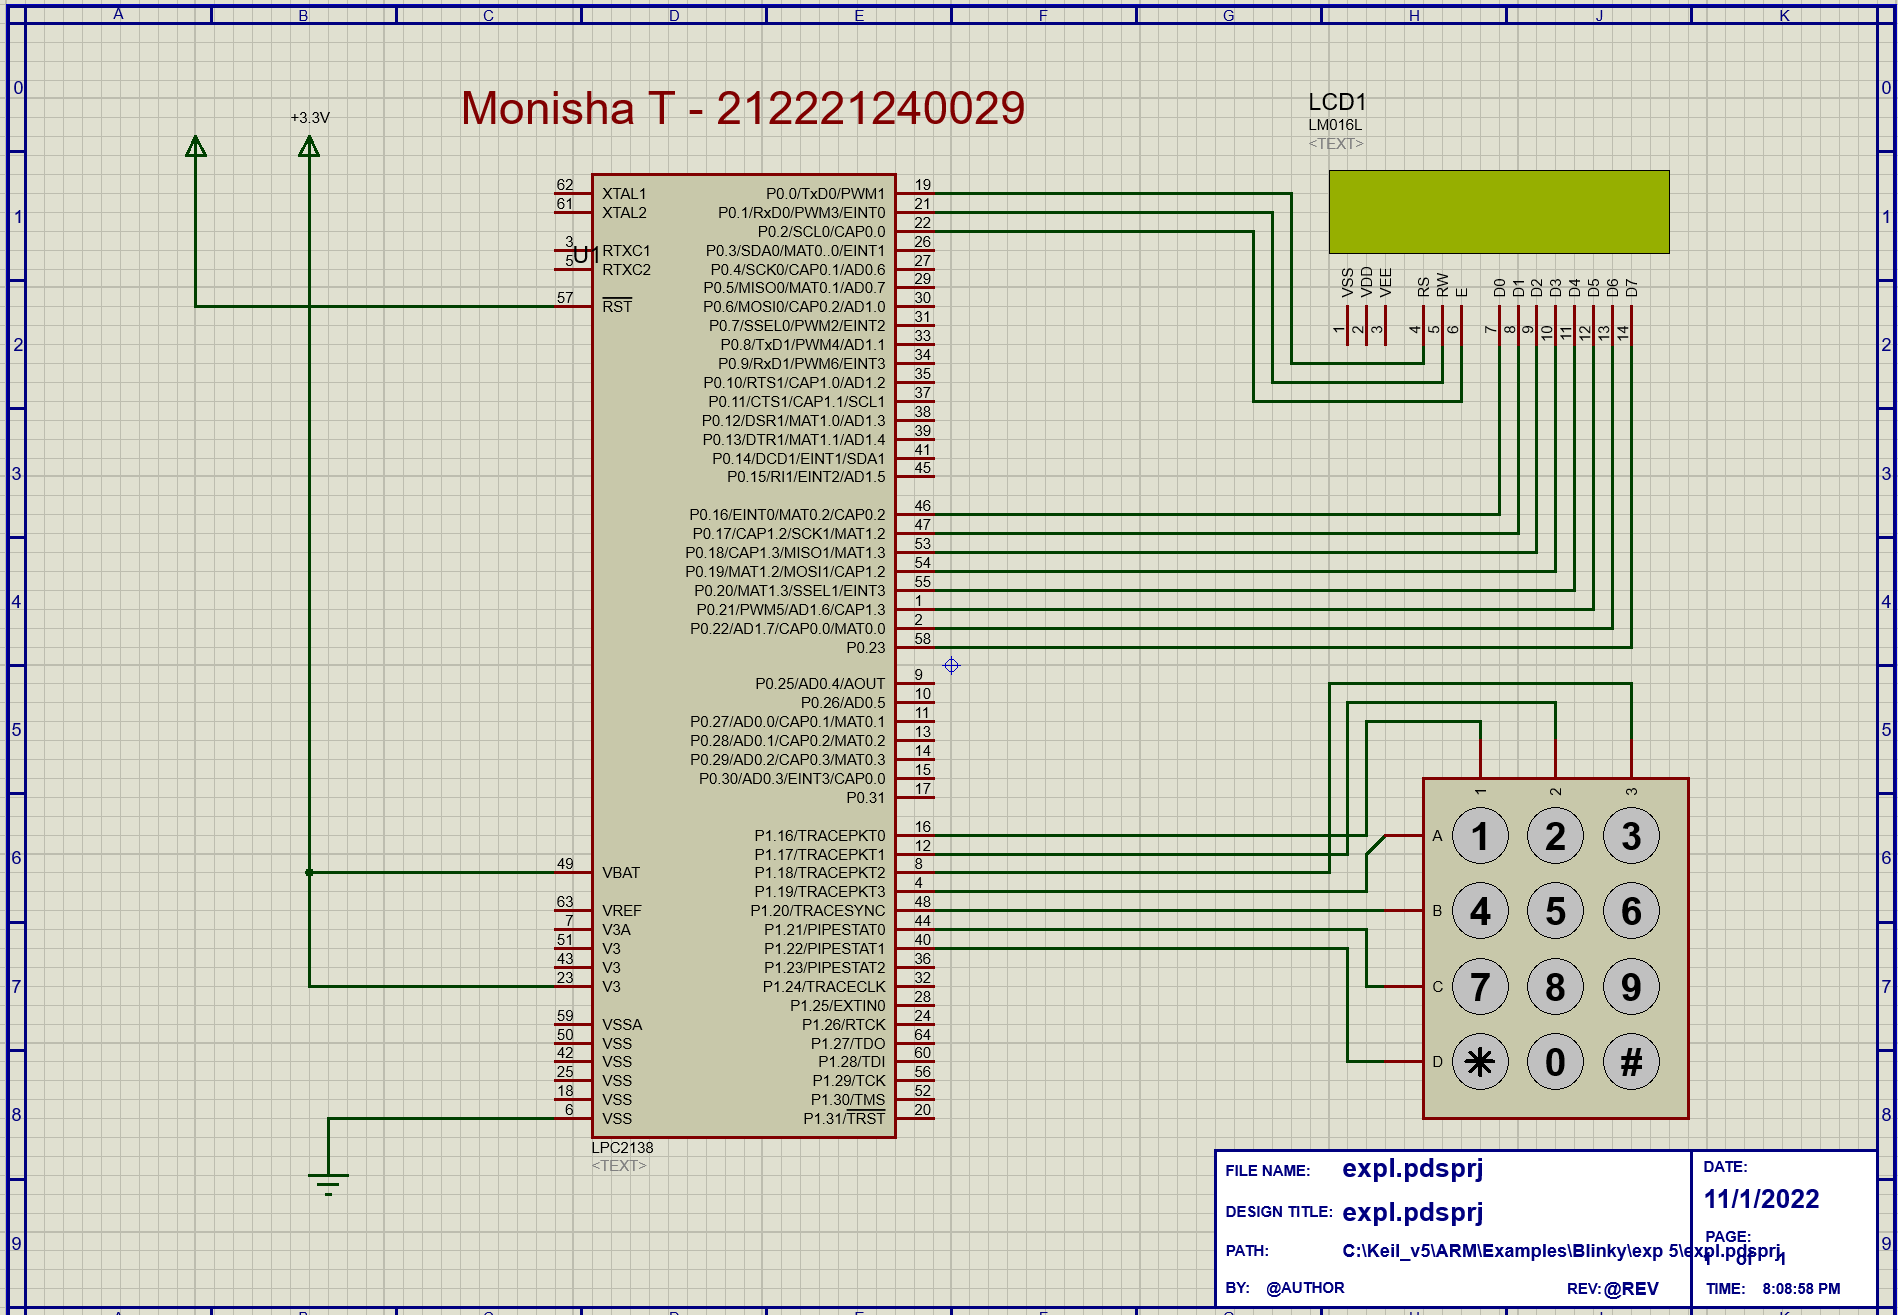 A B C D E F G H J K
0 0
Monisha T - 212221240029
+3.3V
LCD1
LM016L
<TEXT>
1 1
62 XTAL1
61 XTAL2
3 RTXC1
5 RTXC2
U1
57 RST
P0.0/TxD0/PWM1 19
P0.1/RxD0/PWM3/EINT0 21
P0.2/SCL0/CAP0.0 22
P0.3/SDA0/MAT0..0/EINT1 26
P0.4/SCK0/CAP0.1/AD0.6 27
P0.5/MISO0/MAT0.1/AD0.7 29
P0.6/MOSI0/CAP0.2/AD1.0 30
P0.7/SSEL0/PWM2/EINT2 31
P0.8/TxD1/PWM4/AD1.1 33
P0.9/RxD1/PWM6/EINT3 34
P0.10/RTS1/CAP1.0/AD1.2 35
P0.11/CTS1/CAP1.1/SCL1 37
P0.12/DSR1/MAT1.0/AD1.3 38
P0.13/DTR1/MAT1.1/AD1.4 39
P0.14/DCD1/EINT1/SDA1 41
P0.15/RI1/EINT2/AD1.5 45
VSS VDD VEE RS RW E D0 D1 D2 D3 D4 D5 D6 D7
1 2 3 4 5 6 7 8 9 10 11 12 13 14
2 2
3 3
P0.16/EINT0/MAT0.2/CAP0.2 46
P0.17/CAP1.2/SCK1/MAT1.2 47
P0.18/CAP1.3/MISO1/MAT1.3 53
P0.19/MAT1.2/MOSI1/CAP1.2 54
P0.20/MAT1.3/SSEL1/EINT3 55
P0.21/PWM5/AD1.6/CAP1.3 1
P0.22/AD1.7/CAP0.0/MAT0.0 2
P0.23 58
4 4
P0.25/AD0.4/AOUT 9
P0.26/AD0.5 10
P0.27/AD0.0/CAP0.1/MAT0.1 11
P0.28/AD0.1/CAP0.2/MAT0.2 13
P0.29/AD0.2/CAP0.3/MAT0.3 14
P0.30/AD0.3/EINT3/CAP0.0 15
P0.31 17
5 5
P1.16/TRACEPKT0 16
P1.17/TRACEPKT1 12
P1.18/TRACEPKT2 8
P1.19/TRACEPKT3 4
P1.20/TRACESYNC 48
P1.21/PIPESTAT0 44
P1.22/PIPESTAT1 40
P1.23/PIPESTAT2 36
P1.24/TRACECLK 32
P1.25/EXTIN0 28
P1.26/RTCK 24
P1.27/TDO 64
P1.28/TDI 60
P1.29/TCK 56
P1.30/TMS 52
P1.31/TRST 20
6 6
49 VBAT
63 VREF
7 V3A
51 V3
43 V3
23 V3
59 VSSA
50 VSS
42 VSS
25 VSS
18 VSS
6 VSS
7 7
1 2 3
A 1 2 3
B 4 5 6
C 7 8 9
D * 0 #
8 8
LPC2138
<TEXT>
9 9
FILE NAME: expl.pdsprj
DESIGN TITLE: expl.pdsprj
PATH: C:\Keil_v5\ARM\Examples\Blinky\exp 5\expl.pdsprj
BY: @AUTHOR REV: @REV
DATE:
11/1/2022
PAGE:
1 of 1
TIME: 8:08:58 PM